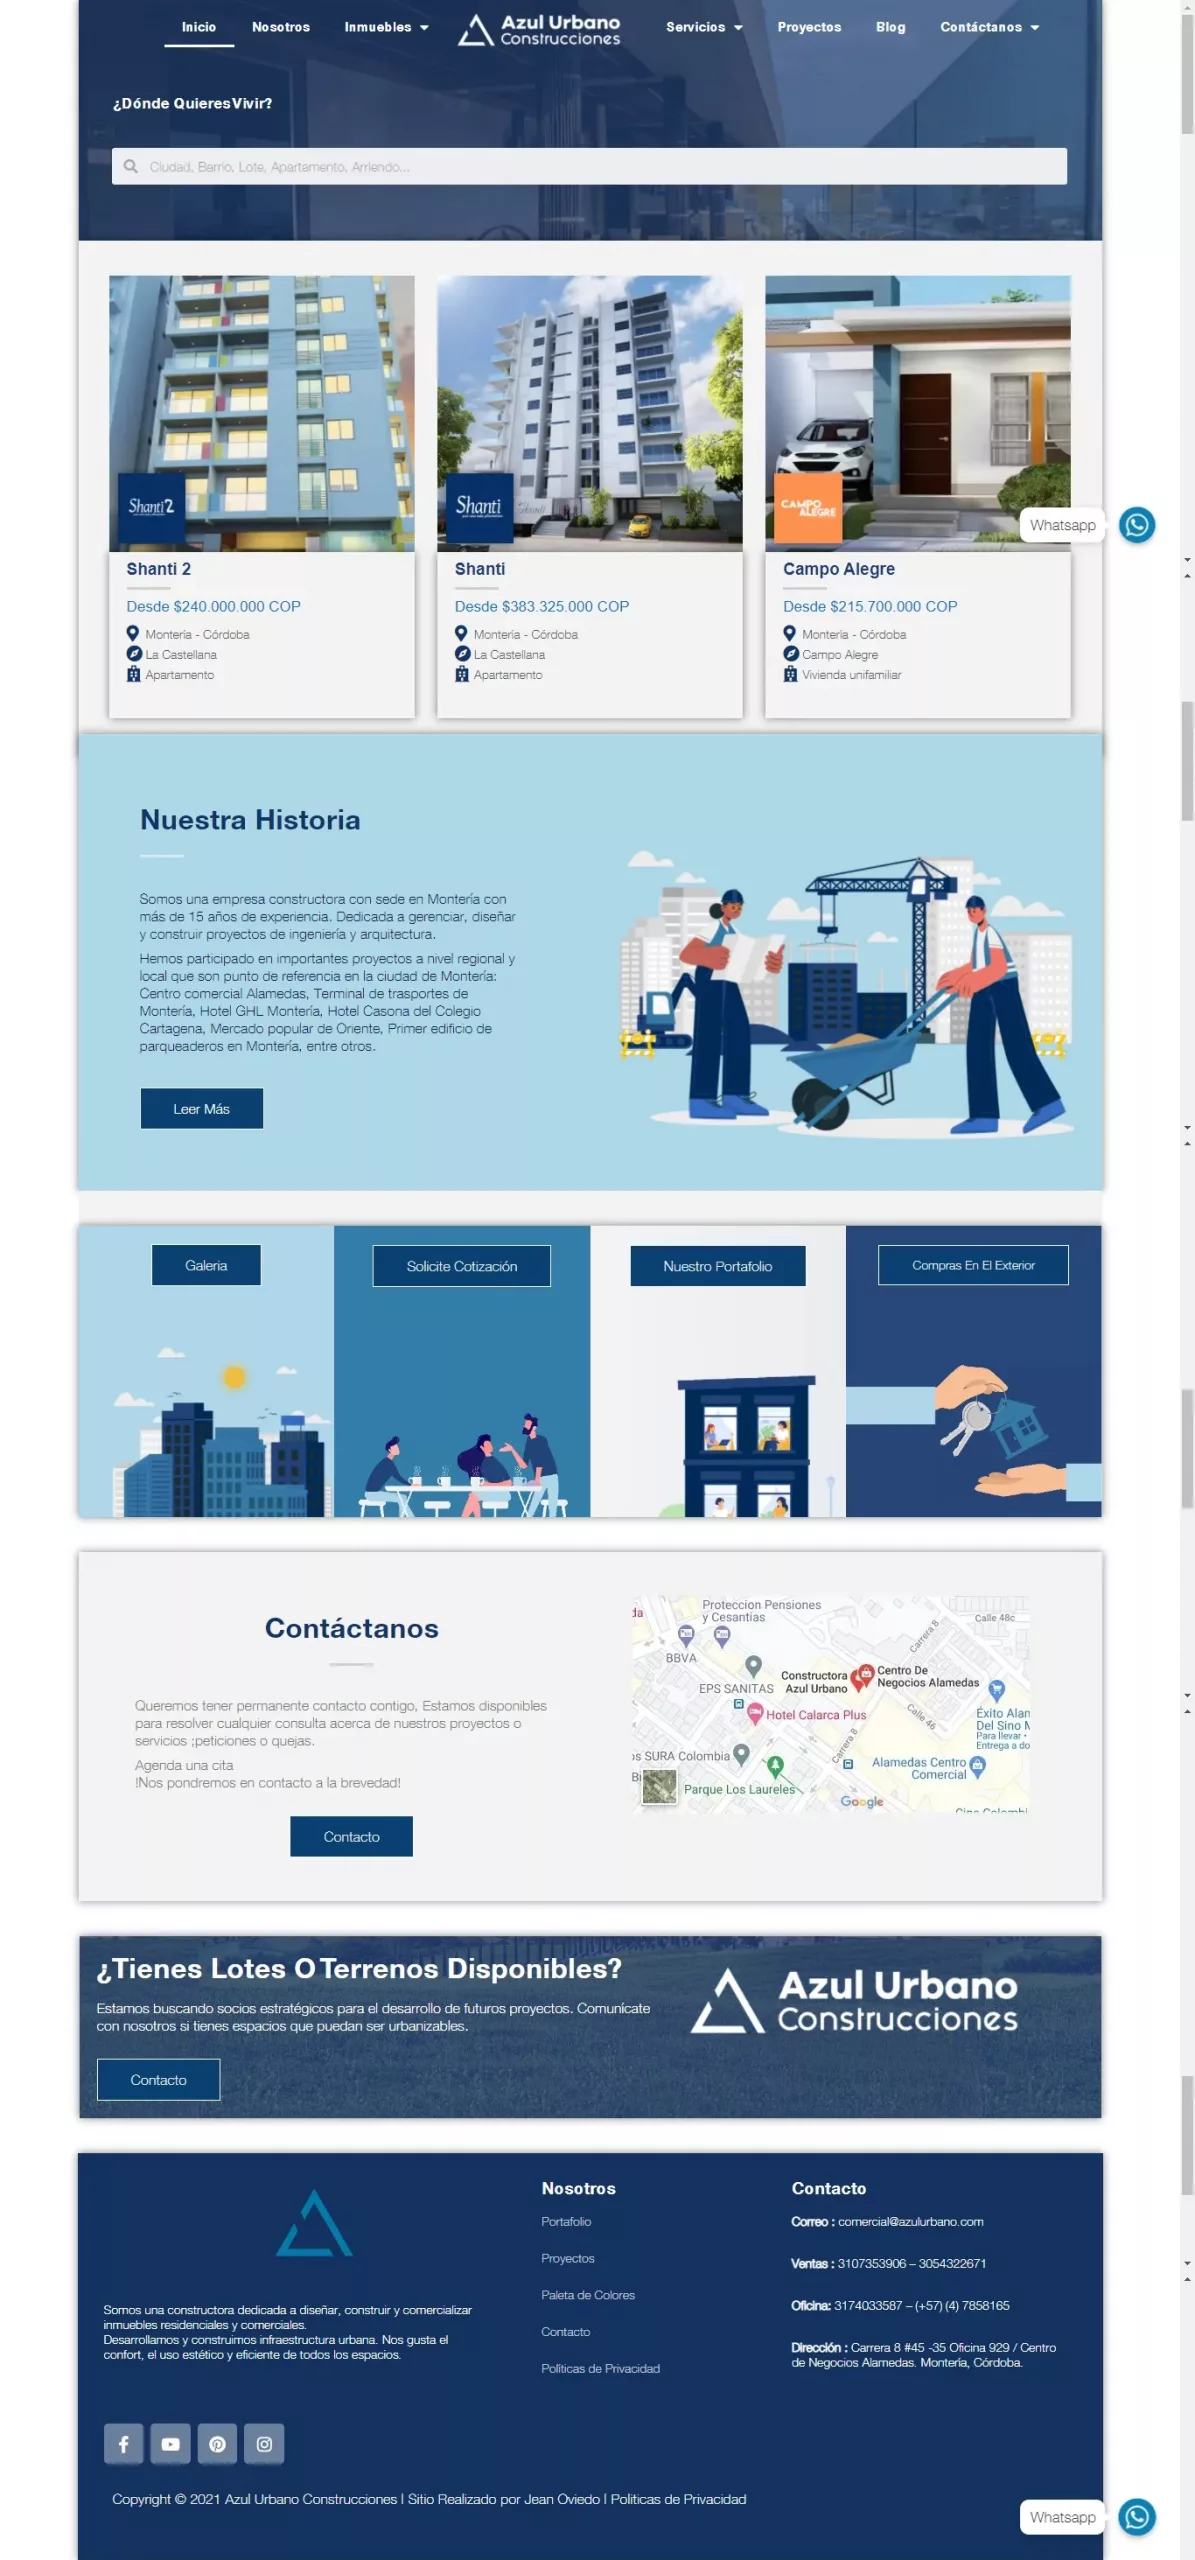 Inicio
Nosotros
Inmuebles
Azul Urbano
Construcciones
Servicios
Proyectos
Blog
Contáctanos
¿Dónde Quieres Vivir?
Ciudad, Barrio, Lote, Apartamento, Arriendo...
Shanti 2
Shanti
Shanti
CAMPO
ALEGRE
Whatsapp
Shanti 2
Desde $240.000.000 COP
Montería - Córdoba
La Castellana
Apartamento
Shanti
Desde $383.325.000 COP
Montería - Córdoba
La Castellana
Apartamento
Campo Alegre
Desde $215.700.000 COP
Montería - Córdoba
Campo Alegre
Vivienda unifamiliar
Nuestra Historia
Somos una empresa constructora con sede en Montería con
más de 15 años de experiencia. Dedicada a gerenciar, diseñar
y construir proyectos de ingeniería y arquitectura.
Hemos participado en importantes proyectos a nivel regional y
local que son punto de referencia en la ciudad de Montería:
Centro comercial Alamedas, Terminal de trasportes de
Montería, Hotel GHL Montería, Hotel Casona del Colegio
Cartagena, Mercado popular de Oriente, Primer edificio de
parqueaderos en Montería, entre otros.
Leer Más
Galeria
Solicite Cotización
Nuestro Portafolio
Compras En El Exterior
Contáctanos
Queremos tener permanente contacto contigo, Estamos disponibles
para resolver cualquier consulta acerca de nuestros proyectos o
servicios ;peticiones o quejas.
Agenda una cita
!Nos pondremos en contacto a la brevedad!
Contacto
da
Proteccion Pensiones
y Cesantias
Calle 48c
BBVA
Carrera 8
EPS SANITAS
Constructora
Azul Urbano
Centro De
Negocios Alamedas
Hotel Calarca Plus
Calle 46
Éxito Alan
Del Sino M
Para llevar •
Entrega a do
Carrera 8
os SURA Colombia
Alamedas Centro
Comercial
Bi
Parque Los Laureles
Google
Cine Colombi
¿Tienes Lotes O Terrenos Disponibles?
Estamos buscando socios estratégicos para el desarrollo de futuros proyectos. Comunícate
con nosotros si tienes espacios que puedan ser urbanizables.
Contacto
Azul Urbano
Construcciones
Somos una constructora dedicada a diseñar, construir y comercializar
inmuebles residenciales y comerciales.
Desarrollamos y construimos infraestructura urbana. Nos gusta el
confort, el uso estético y eficiente de todos los espacios.
Nosotros
Portafolio
Proyectos
Paleta de Colores
Contacto
Políticas de Privacidad
Contacto
Correo : comercial@azulurbano.com
Ventas : 3107353906 – 3054322671
Oficina: 3174033587 – (+57) (4) 7858165
Dirección : Carrera 8 #45 -35 Oficina 929 / Centro
de Negocios Alamedas. Montería, Córdoba.
Copyright © 2021 Azul Urbano Construcciones | Sitio Realizado por Jean Oviedo | Politicas de Privacidad
Whatsapp